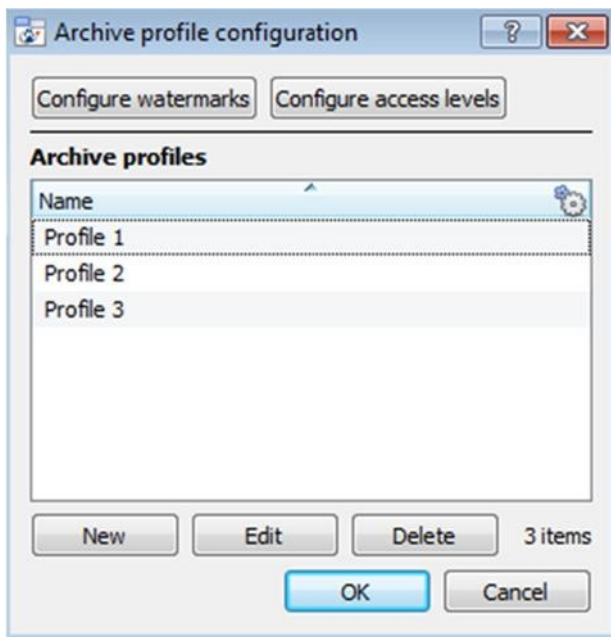 Archive profile configuration
Configure watermarks Configure access levels
Archive profiles
Name
Profile 1
Profile 2
Profile 3
New Edit Delete 3 items
OK Cancel